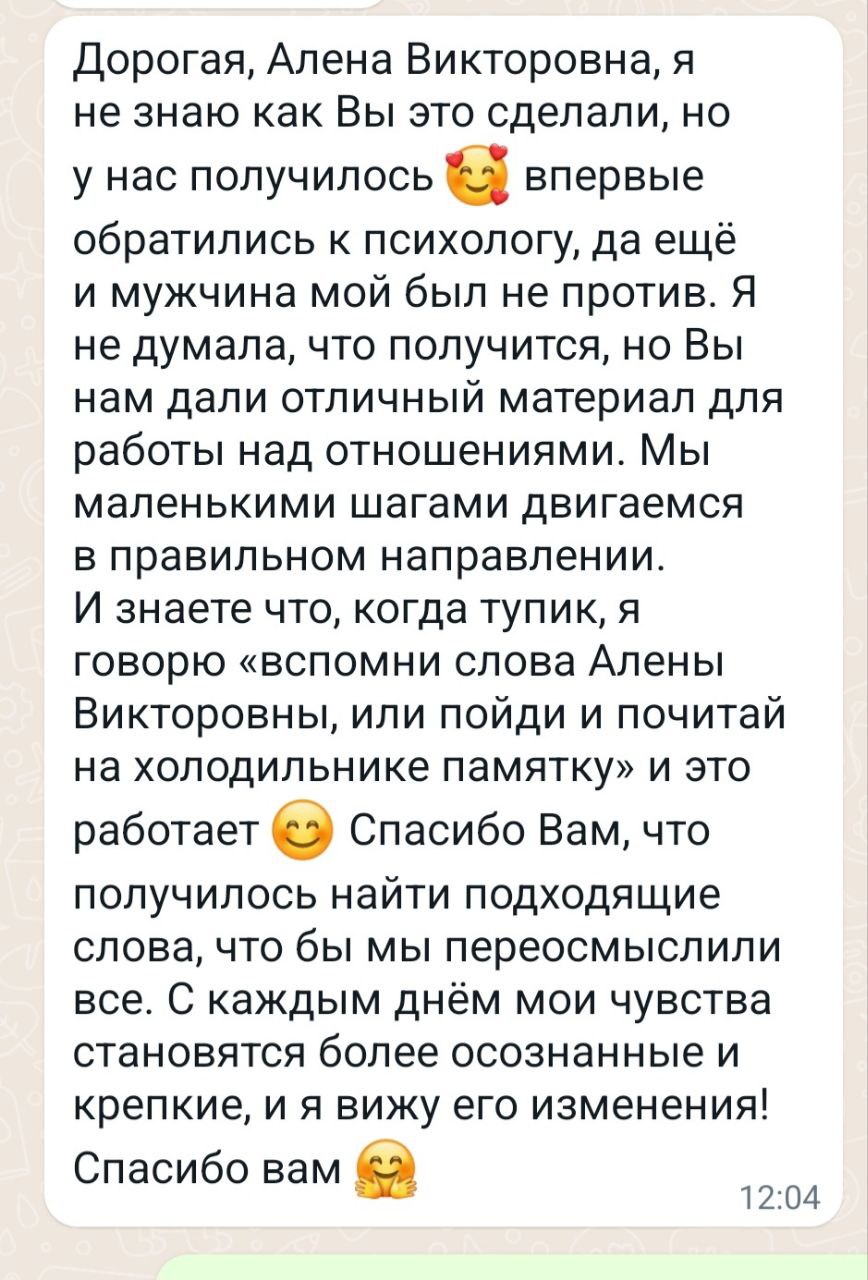 Дорогая, Алена Викторовна, я
не знаю как Вы это сделали, но
у нас получилось 🥰 впервые
обратились к психологу, да ещё
и мужчина мой был не против. Я
не думала, что получится, но Вы
нам дали отличный материал для
работы над отношениями. Мы
маленькими шагами двигаемся
в правильном направлении.
И знаете что, когда тупик, я
говорю «вспомни слова Алены
Викторовны, или пойди и почитай
на холодильнике памятку» и это
работает 😊 Спасибо Вам, что
получилось найти подходящие
слова, что бы мы переосмыслили
все. С каждым днём мои чувства
становятся более осознанные и
крепкие, и я вижу его изменения!
Спасибо вам 🤗
12:04